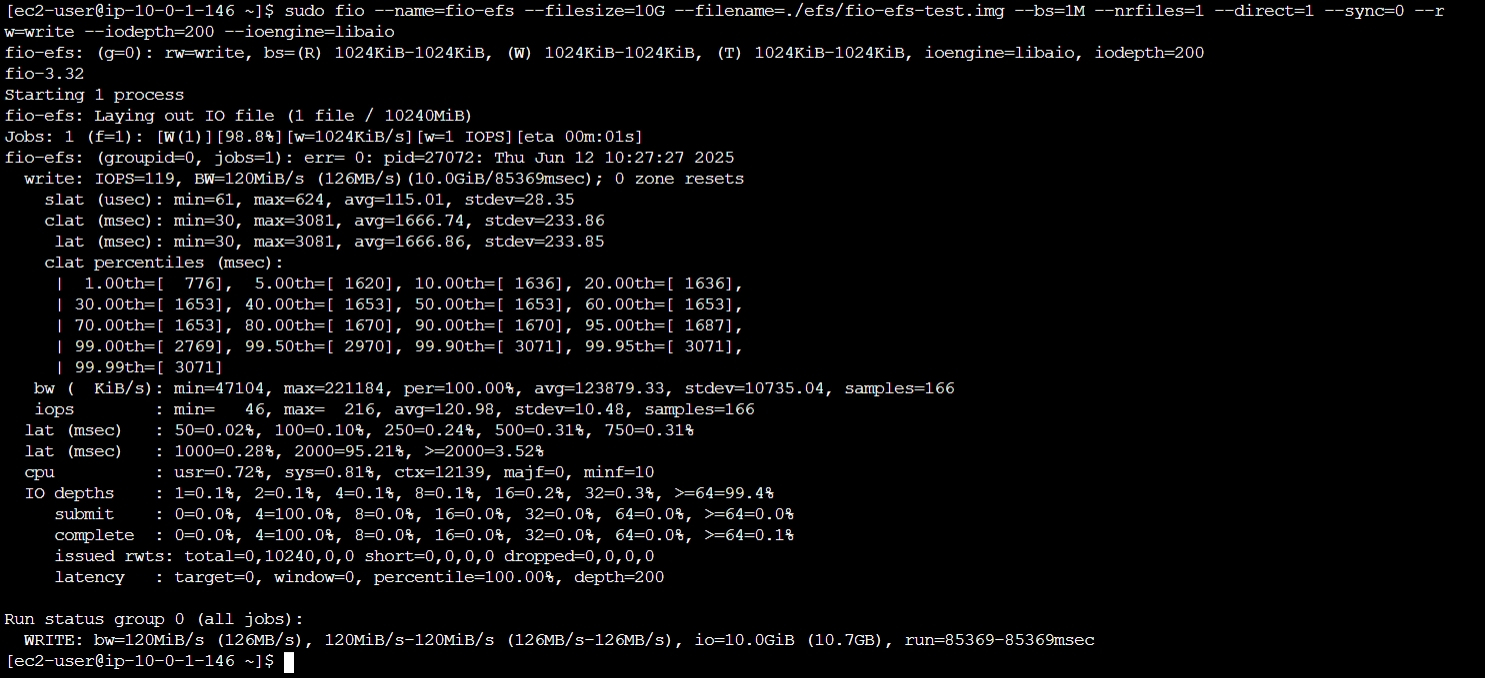 [ec2-user@ip-10-0-1-146 ~]$ sudo fio --name=fio-efs --filesize=10G --filename=./efs/fio-efs-test.img --bs=1M --nrfiles=1 --direct=1 --sync=0 --r
w=write --iodepth=200 --ioengine=libaio
fio-efs: (g=0): rw=write, bs=(R) 1024KiB-1024KiB, (W) 1024KiB-1024KiB, (T) 1024KiB-1024KiB, ioengine=libaio, iodepth=200
fio-3.32
Starting 1 process
fio-efs: Laying out IO file (1 file / 10240MiB)
Jobs: 1 (f=1): [W(1)][98.8%][w=1024KiB/s][w=1 IOPS][eta 00m:01s]
fio-efs: (groupid=0, jobs=1): err= 0: pid=27072: Thu Jun 12 10:27:27 2025
  write: IOPS=119, BW=120MiB/s (126MB/s)(10.0GiB/85369msec); 0 zone resets
    slat (usec): min=61, max=624, avg=115.01, stdev=28.35
    clat (msec): min=30, max=3081, avg=1666.74, stdev=233.86
     lat (msec): min=30, max=3081, avg=1666.86, stdev=233.85
    clat percentiles (msec):
     |  1.00th=[  776],  5.00th=[ 1620], 10.00th=[ 1636], 20.00th=[ 1636],
     | 30.00th=[ 1653], 40.00th=[ 1653], 50.00th=[ 1653], 60.00th=[ 1653],
     | 70.00th=[ 1653], 80.00th=[ 1670], 90.00th=[ 1670], 95.00th=[ 1687],
     | 99.00th=[ 2769], 99.50th=[ 2970], 99.90th=[ 3071], 99.95th=[ 3071],
     | 99.99th=[ 3071]
   bw (  KiB/s): min=47104, max=221184, per=100.00%, avg=123879.33, stdev=10735.04, samples=166
   iops        : min=   46, max=  216, avg=120.98, stdev=10.48, samples=166
  lat (msec)   : 50=0.02%, 100=0.10%, 250=0.24%, 500=0.31%, 750=0.31%
  lat (msec)   : 1000=0.28%, 2000=95.21%, >=2000=3.52%
  cpu          : usr=0.72%, sys=0.81%, ctx=12139, majf=0, minf=10
  IO depths    : 1=0.1%, 2=0.1%, 4=0.1%, 8=0.1%, 16=0.2%, 32=0.3%, >=64=99.4%
     submit    : 0=0.0%, 4=100.0%, 8=0.0%, 16=0.0%, 32=0.0%, 64=0.0%, >=64=0.0%
     complete  : 0=0.0%, 4=100.0%, 8=0.0%, 16=0.0%, 32=0.0%, 64=0.0%, >=64=0.1%
     issued rwts: total=0,10240,0,0 short=0,0,0,0 dropped=0,0,0,0
     latency   : target=0, window=0, percentile=100.00%, depth=200
Run status group 0 (all jobs):
  WRITE: bw=120MiB/s (126MB/s), 120MiB/s-120MiB/s (126MB/s-126MB/s), io=10.0GiB (10.7GB), run=85369-85369msec
[ec2-user@ip-10-0-1-146 ~]$